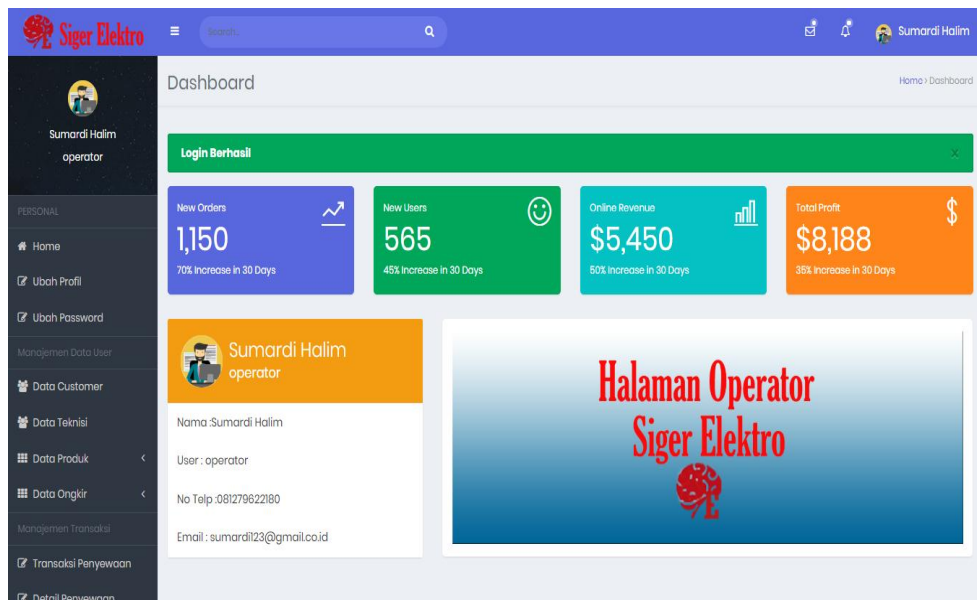 Siger Elektro
Search..
Sumardi Halim
Sumardi Halim
operator
PERSONAL
Home
Ubah Profil
Ubah Password
Manajemen Data User
Data Customer
Data Teknisi
Data Produk
Data Ongkir
Manajemen Transaksi
Transaksi Penyewaan
Detail Penyewaan
Dashboard
Home › Dashboard
Login Berhasil
×
New Orders
1,150
70% Increase in 30 Days
New Users
565
45% Increase in 30 Days
Online Revenue
$5,450
50% Increase in 30 Days
Total Profit
$8,188
35% Increase in 30 Days
Sumardi Halim
operator
Nama :Sumardi Halim
User : operator
No Telp :081279622180
Email : sumardi123@gmail.co.id
Halaman Operator
Siger Elektro